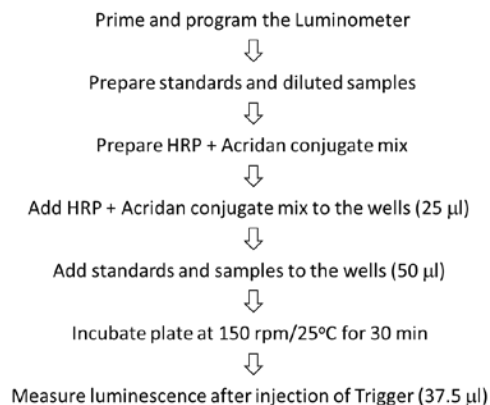 Prime and program the Luminometer
Prepare standards and diluted samples
Prepare HRP + Acridan conjugate mix
Add HRP + Acridan conjugate mix to the wells (25 µl)
Add standards and samples to the wells (50 µl)
Incubate plate at 150 rpm/25ºC for 30 min
Measure luminescence after injection of Trigger (37.5 µl)